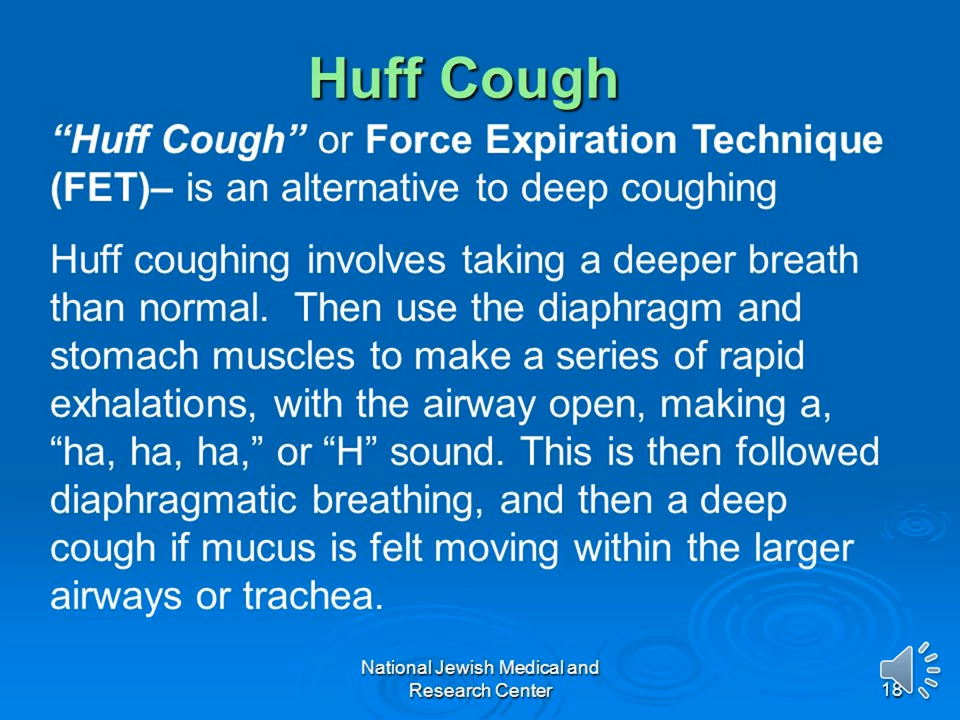 Huff Cough
“Huff Cough” or Force Expiration Technique
(FET)– is an alternative to deep coughing
Huff coughing involves taking a deeper breath
than normal.  Then use the diaphragm and
stomach muscles to make a series of rapid
exhalations, with the airway open, making a,
“ha, ha, ha,” or “H” sound. This is then followed
diaphragmatic breathing, and then a deep
cough if mucus is felt moving within the larger
airways or trachea.
National Jewish Medical and
Research Center
18